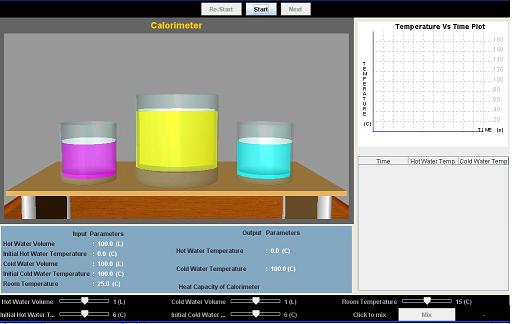 Re-Start Start Next
Calorimeter
Temperature Vs Time Plot
TEMPERATURE (C)
180
160
140
120
100
80
60
40
20
TIME (s)
Time Hot Water Temp. Cold Water Temp
Input Parameters
Hot Water Volume : 100.0 (L)
Initial Hot Water Temperature : 0.0 (C)
Cold Water Volume : 100.0 (L)
Initial Cold Water Temperature : 100.0 (C)
Room Temperature : 25.0 (C)
Output Parameters
Hot Water Temperature : 0.0 (C)
Cold Water Temperature : 100.0 (C)
Heat Capacity of Calorimeter
Hot Water Volume 1 (L) Cold Water Volume 1 (L) Room Temperature 15 (C)
Initial Hot Water T... 6 (C) Initial Cold Water ... 6 (C) Click to mix Mix -